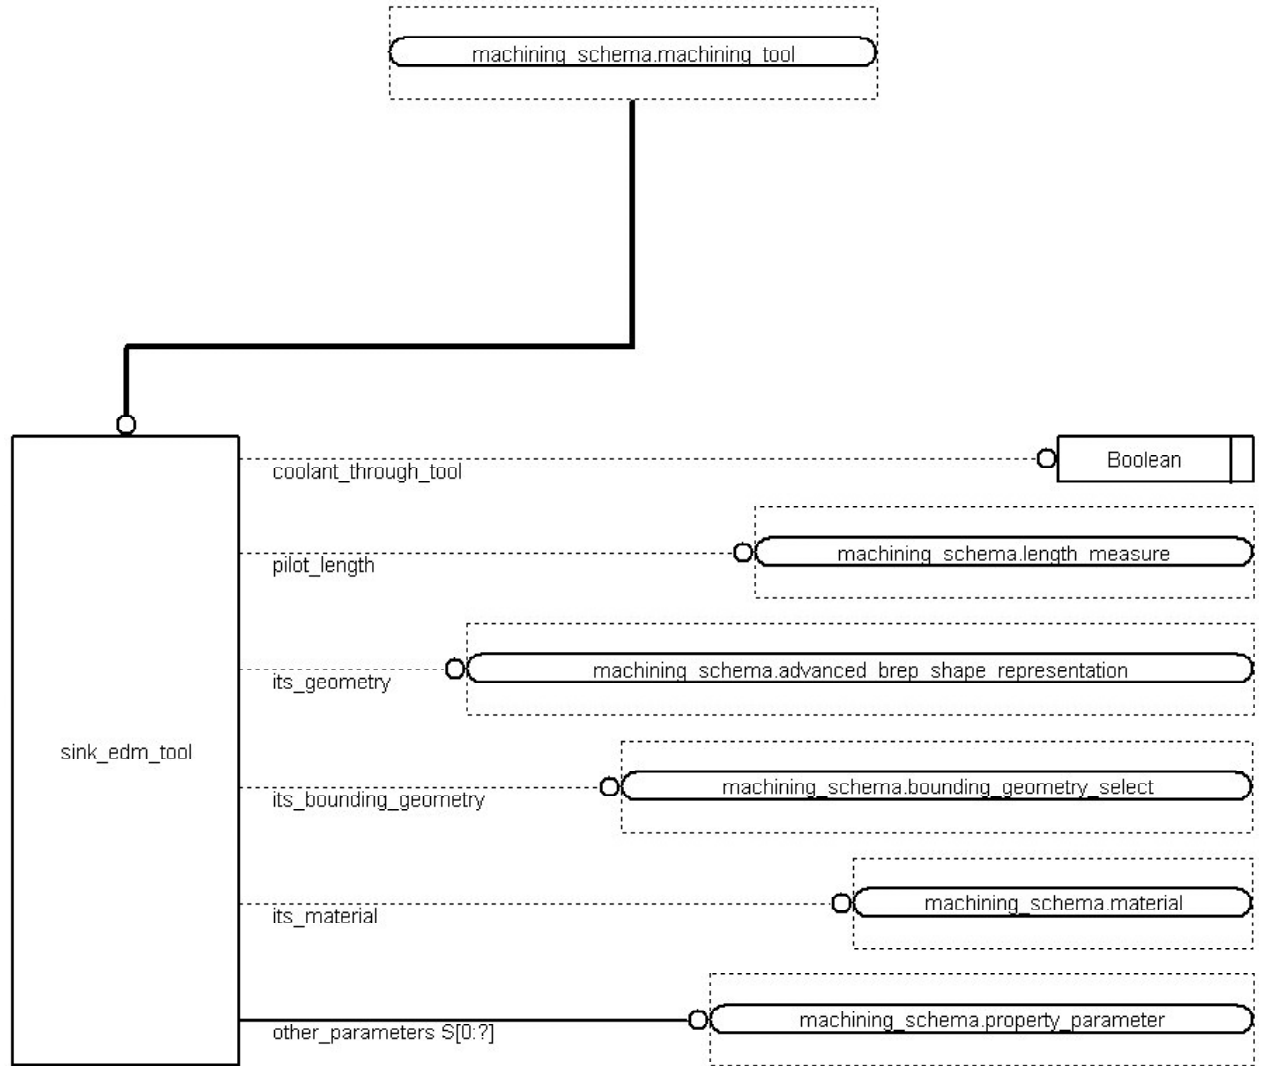 machining_schema.machining_tool
coolant_through_tool
Boolean
pilot_length
machining_schema.length_measure
its_geometry
machining_schema.advanced_brep_shape_representation
sink_edm_tool
its_bounding_geometry
machining_schema.bounding_geometry_select
its_material
machining_schema.material
other_parameters S[0:?]
machining_schema.property_parameter